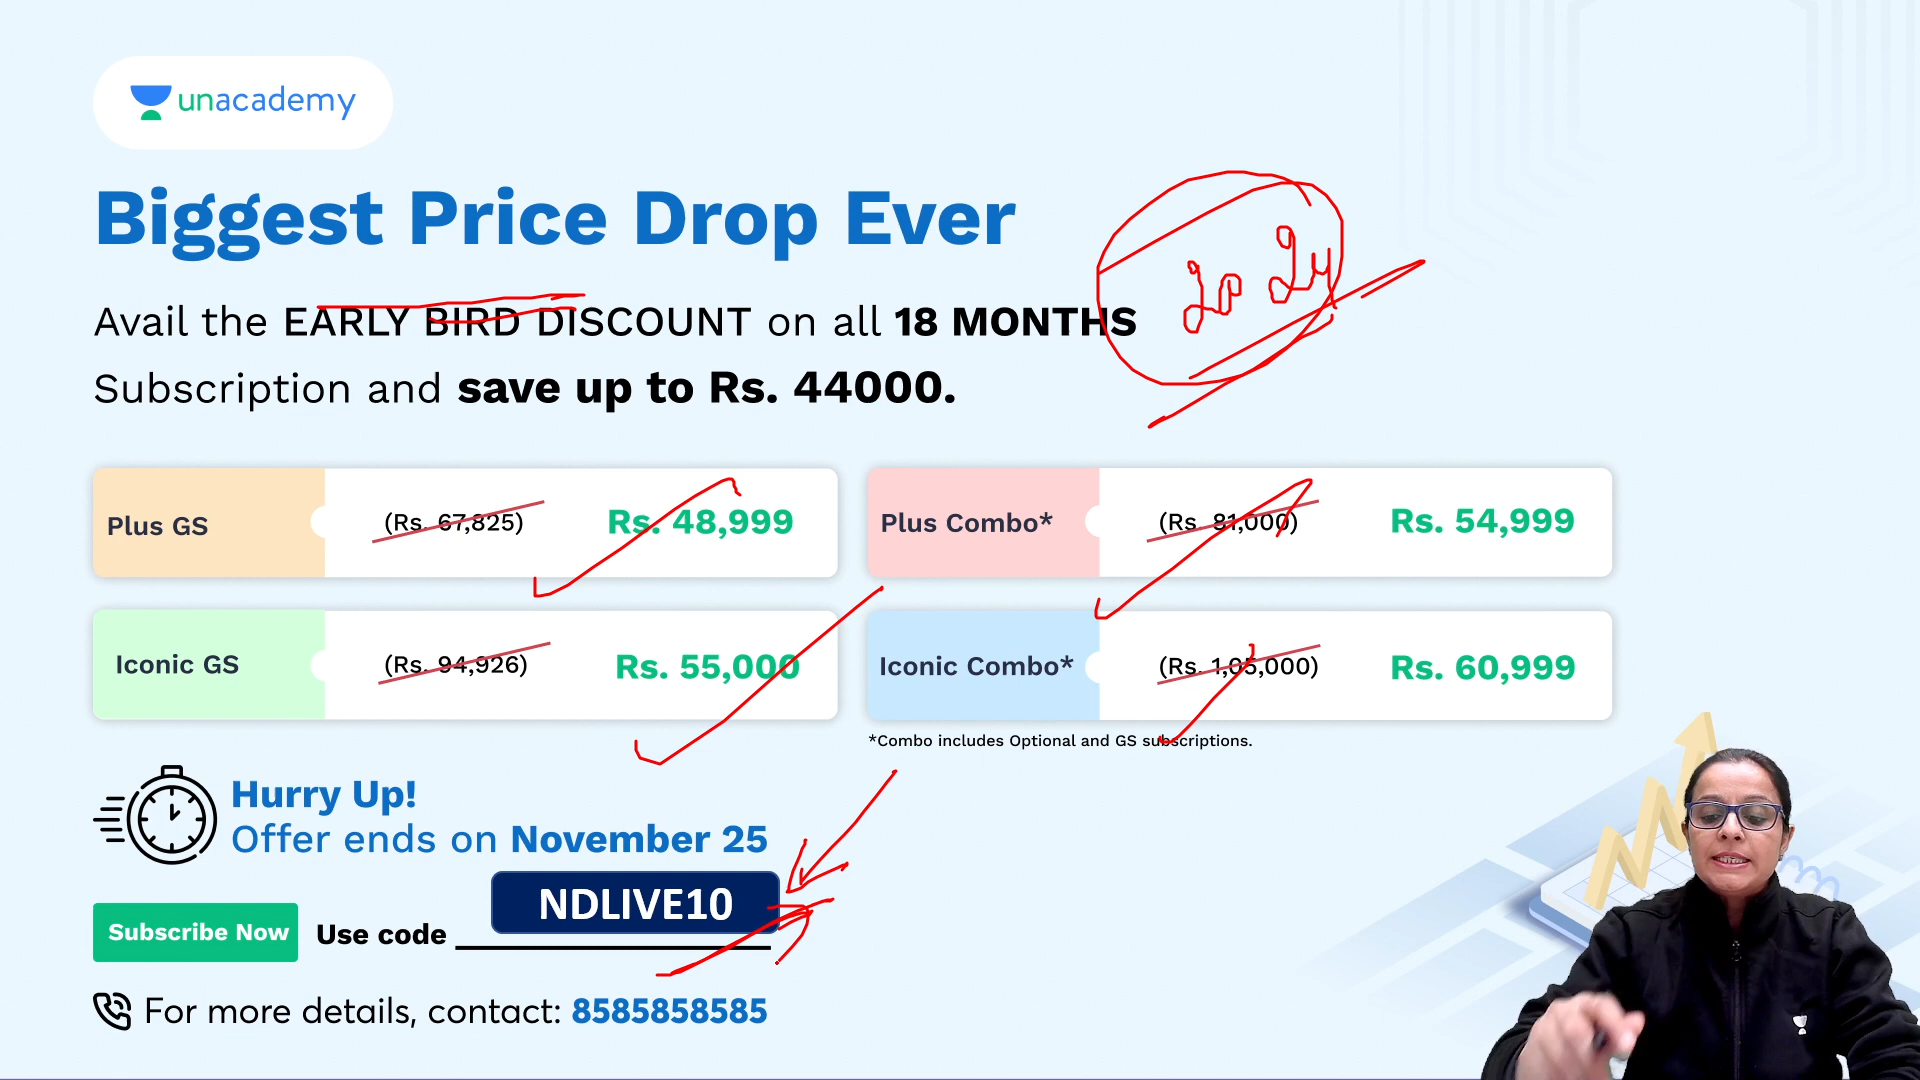 unacademy
Biggest Price Drop Ever
Avail the EARLY BIRD DISCOUNT on all 18 MONTHS
Subscription and save up to Rs. 44000.
Plus GS (Rs. 67,825) Rs. 48,999
Plus Combo* (Rs. 81,000) Rs. 54,999
Iconic GS (Rs. 94,926) Rs. 55,000
Iconic Combo* (Rs. 1,05,000) Rs. 60,999
*Combo includes Optional and GS subscriptions.
Hurry Up!
Offer ends on November 25
NDLIVE10
Subscribe Now Use code
For more details, contact: 8585858585